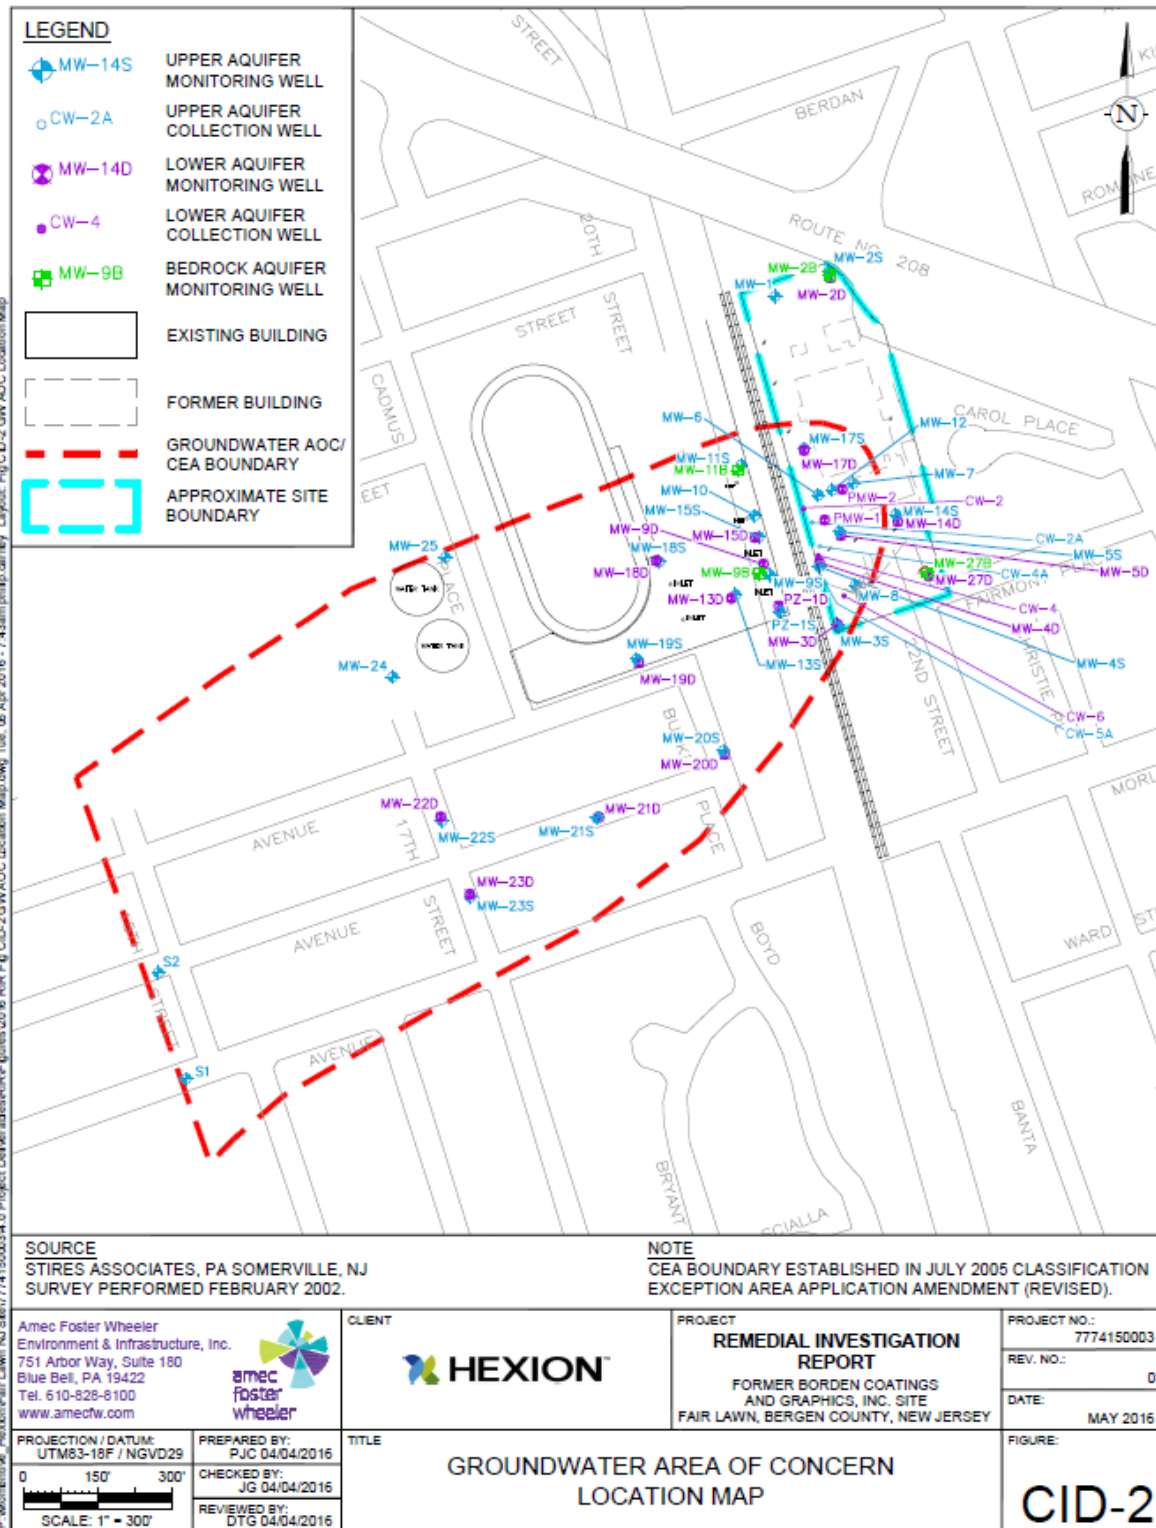 LEGEND
MW-14S UPPER AQUIFER
MONITORING WELL
CW-2A UPPER AQUIFER
COLLECTION WELL
MW-14D LOWER AQUIFER
MONITORING WELL
CW-4 LOWER AQUIFER
COLLECTION WELL
MW-9B BEDROCK AQUIFER
MONITORING WELL
EXISTING BUILDING
FORMER BUILDING
GROUNDWATER AOC/
CEA BOUNDARY
APPROXIMATE SITE
BOUNDARY
STREET
BERDAN
N
20TH
STREET
ROUTE NO. 208
STREET
CADMUS
CAROL PLACE
MW-2B
MW-2S
MW-1
MW-2D
MW-6
MW-12
MW-17S
MW-17D
MW-11S
MW-11B
MW-7
MW-10
PMW-2
CW-2
MW-15S
PMW-1
MW-14S
MW-14D
MW-9D
MW-15D
CW-2A
MW-5S
MW-25
MW-18S
MW-18D
MW-9B
MW-9S
MW-27B
MW-27D
CW-4A
MW-5D
FAIRMONT PLACE
WATER TANK
PLACE
INLET
INLET
INLET
INLET
MW-13D
PZ-1D
MW-8
CW-4
PZ-1S
MW-3D
MW-3S
MW-4D
WATER TANK
MW-19S
MW-13S
MW-4S
MW-24
MW-19D
22ND STREET
CW-6
CW-5A
MW-20S
MW-20D
MW-22D
MW-21D
MW-22S
MW-21S
AVENUE
17TH
STREET
PLACE
MW-23D
MW-23S
AVENUE
BOYD
WARD
S2
STREET
AVENUE
S1
BANTA
BRYANT
SCIALLA
SOURCE
STIRES ASSOCIATES, PA SOMERVILLE, NJ
SURVEY PERFORMED FEBRUARY 2002.
NOTE
CEA BOUNDARY ESTABLISHED IN JULY 2005 CLASSIFICATION
EXCEPTION AREA APPLICATION AMENDMENT (REVISED).
Amec Foster Wheeler
Environment & Infrastructure, Inc.
751 Arbor Way, Suite 180
Blue Bell, PA 19422
Tel. 610-828-8100
www.amecfw.com
amec
foster
wheeler
CLIENT
HEXION™
PROJECT
REMEDIAL INVESTIGATION
REPORT
FORMER BORDEN COATINGS
AND GRAPHICS, INC. SITE
FAIR LAWN, BERGEN COUNTY, NEW JERSEY
PROJECT NO.:
7774150003
REV. NO.:
0
DATE:
MAY 2016
PROJECTION / DATUM:
UTM83-18F / NGVD29
0 150' 300'
SCALE: 1" = 300'
PREPARED BY:
PJC 04/04/2016
CHECKED BY:
JG 04/04/2016
REVIEWED BY:
DTG 04/04/2016
TITLE
GROUNDWATER AREA OF CONCERN
LOCATION MAP
FIGURE:
CID-2